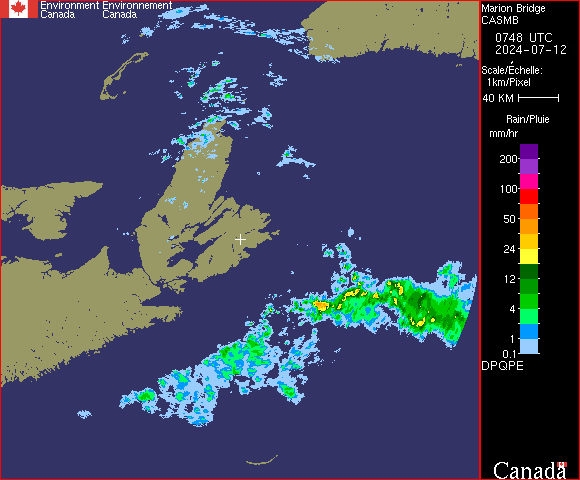 Environment Environnement
Canada Canada
Marion Bridge
CASMB
0748 UTC
2024-07-12
Scale/Échelle:
1km/Pixel
40 KM
Rain/Pluie
mm/hr
200
100
50
24
12
4
1
0.1
DPQPE
Canada